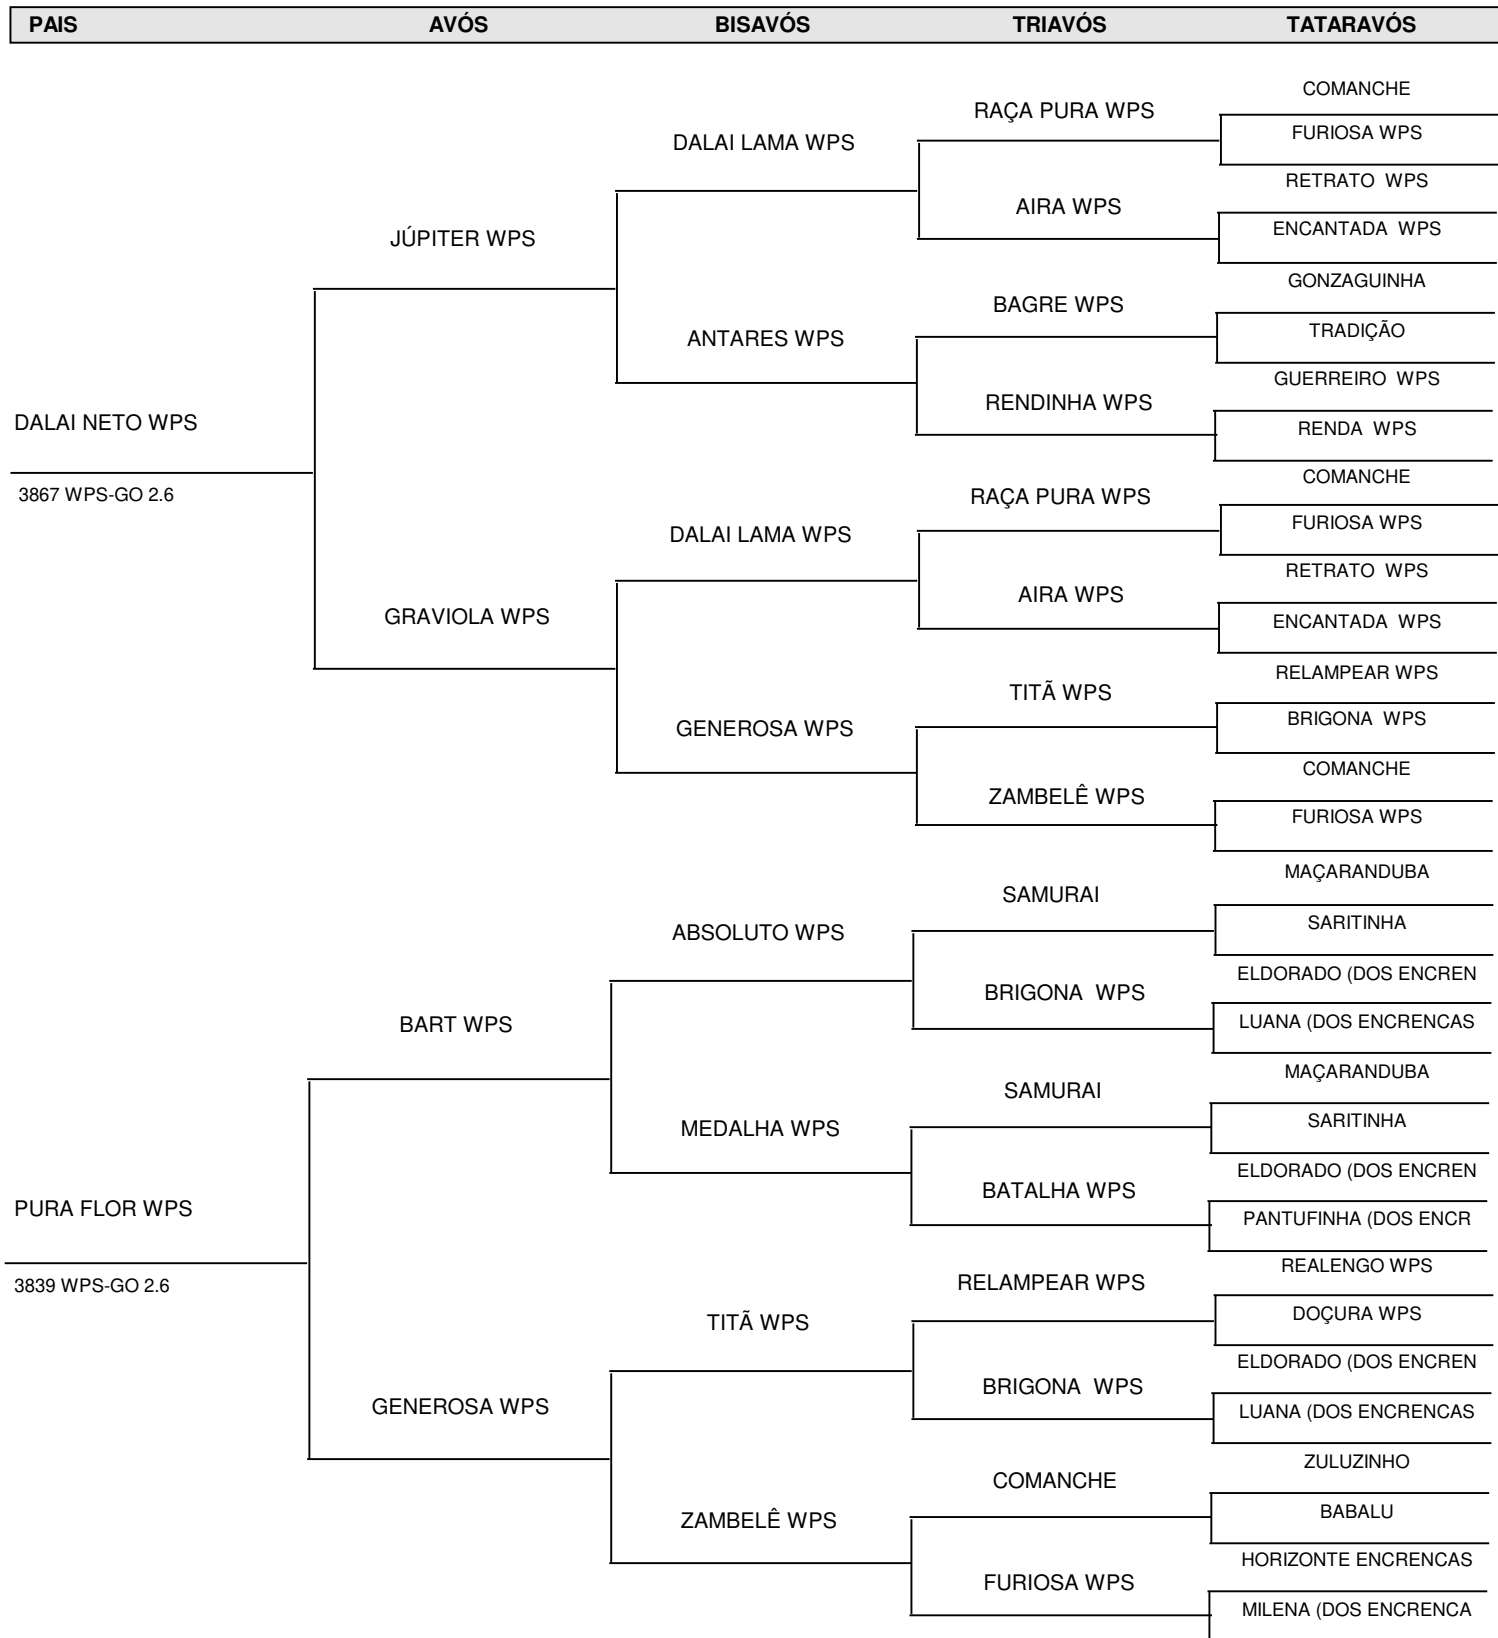 PAIS AVÓS BISAVÓS TRIAVÓS TATARAVÓS
COMANCHE
RAÇA PURA WPS
FURIOSA WPS
DALAI LAMA WPS
RETRATO WPS
AIRA WPS
ENCANTADA WPS
JÚPITER WPS
GONZAGUINHA
BAGRE WPS
TRADIÇÃO
ANTARES WPS
GUERREIRO WPS
RENDINHA WPS
RENDA WPS
DALAI NETO WPS
3867 WPS-GO 2.6
COMANCHE
RAÇA PURA WPS
FURIOSA WPS
DALAI LAMA WPS
RETRATO WPS
AIRA WPS
ENCANTADA WPS
GRAVIOLA WPS
RELAMPEAR WPS
TITÃ WPS
BRIGONA WPS
GENEROSA WPS
COMANCHE
ZAMBELÊ WPS
FURIOSA WPS
MAÇARANDUBA
SAMURAI
SARITINHA
ABSOLUTO WPS
ELDORADO (DOS ENCREN
BRIGONA WPS
LUANA (DOS ENCRENCAS
BART WPS
MAÇARANDUBA
SAMURAI
SARITINHA
MEDALHA WPS
ELDORADO (DOS ENCREN
BATALHA WPS
PANTUFINHA (DOS ENCR
PURA FLOR WPS
3839 WPS-GO 2.6
REALENGO WPS
RELAMPEAR WPS
DOÇURA WPS
TITÃ WPS
ELDORADO (DOS ENCREN
BRIGONA WPS
LUANA (DOS ENCRENCAS
GENEROSA WPS
ZULUZINHO
COMANCHE
BABALU
ZAMBELÊ WPS
HORIZONTE ENCRENCAS
FURIOSA WPS
MILENA (DOS ENCRENCA